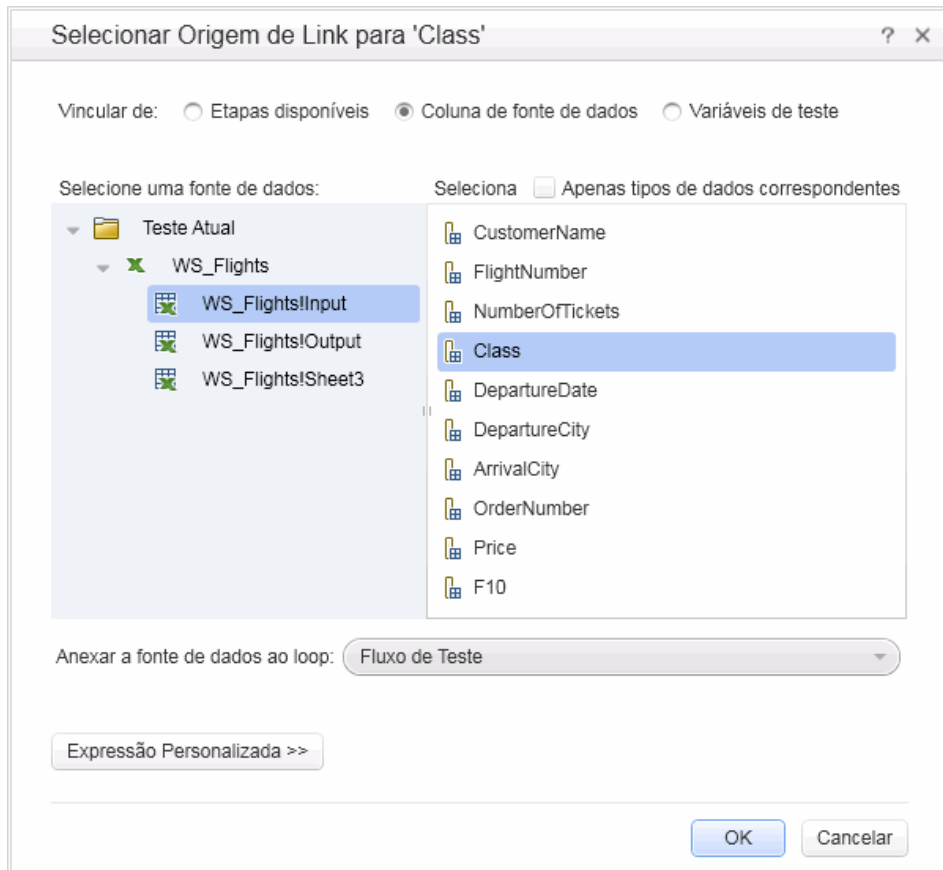 Selecionar Origem de Link para 'Class' ?
Vincular de: Etapas disponíveis Coluna de fonte de dados Variáveis de teste
Selecione uma fonte de dados: Seleciona Apenas tipos de dados correspondentes
Teste Atual
WS_Flights
WS_Flights!Input
WS_Flights!Output
WS_Flights!Sheet3
CustomerName
FlightNumber
NumberOfTickets
Class
DepartureDate
DepartureCity
ArrivalCity
OrderNumber
Price
F10
Anexar a fonte de dados ao loop: Fluxo de Teste
Expressão Personalizada >>
OK Cancelar